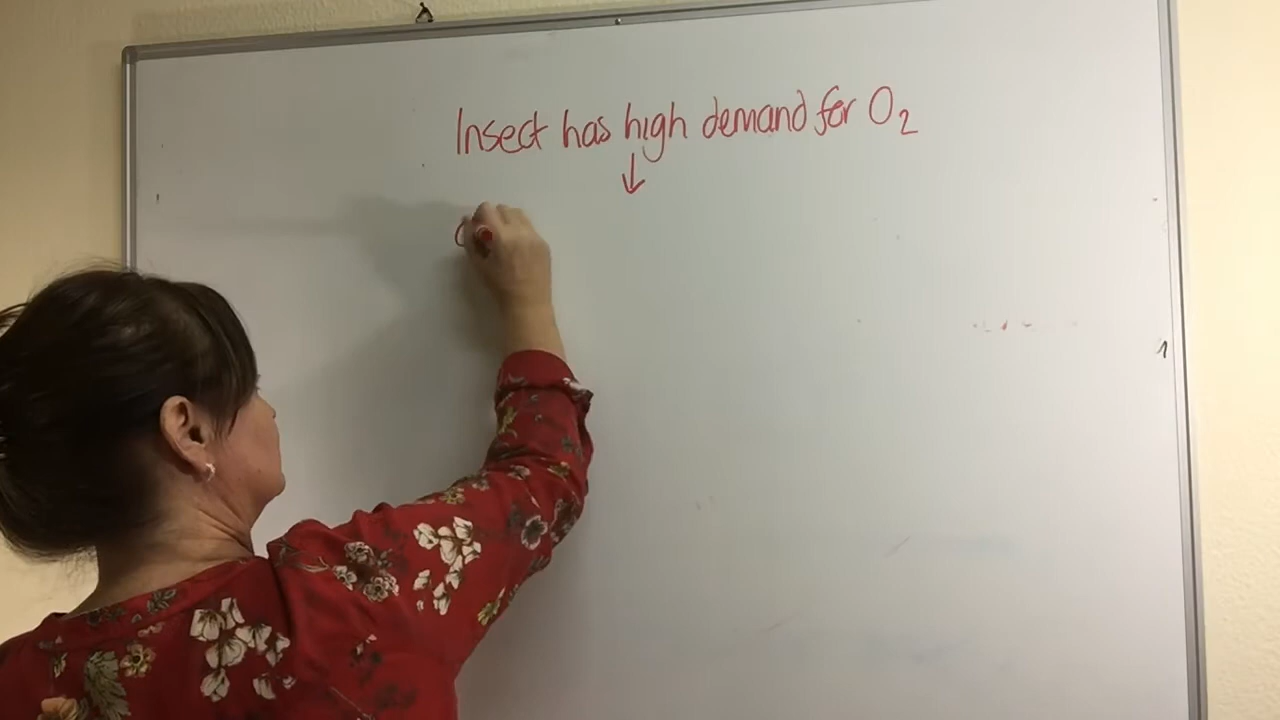 Insect has high demand for O₂
↓